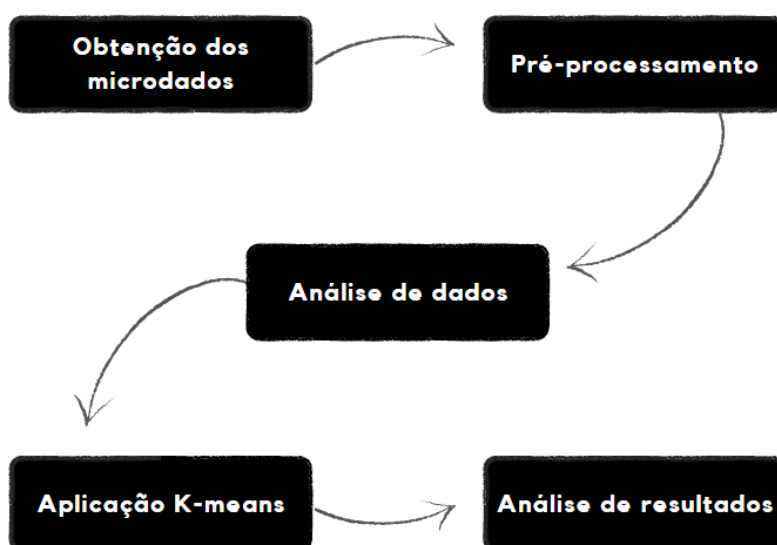 Obtenção dos
microdados
Pré-processamento
Análise de dados
Aplicação K-means
Análise de resultados